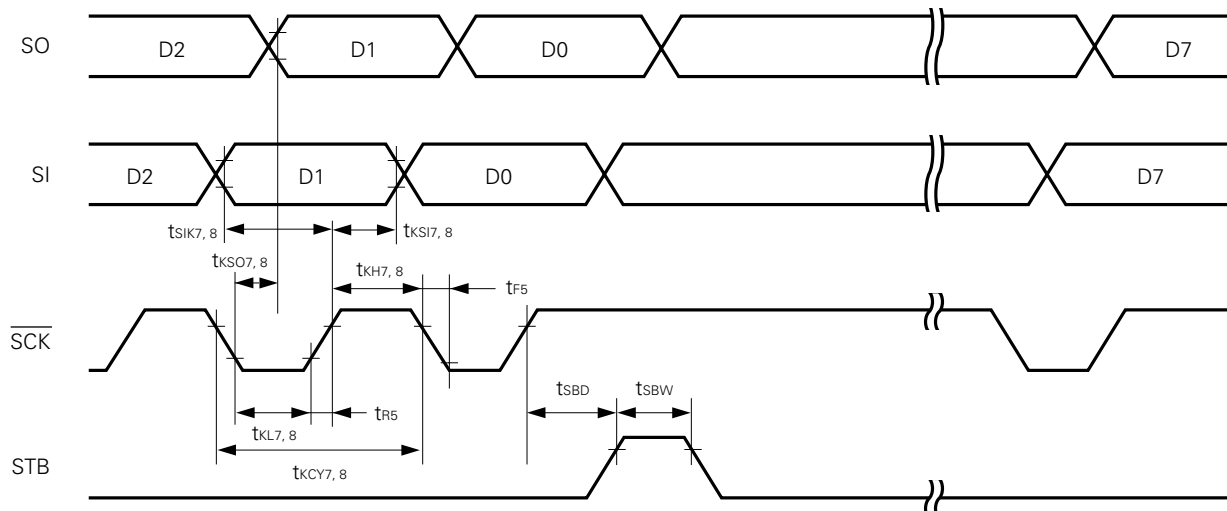 SO D2 D1 D0 D7
SI D2 D1 D0 D7
tSIK7, 8 tKSI7, 8
tKSO7, 8 tKH7, 8 tF5
SCK
tKL7, 8 tR5 tSBD tSBW
tKCY7, 8
STB